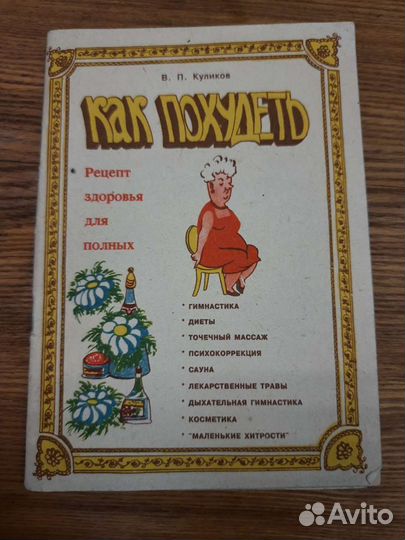 В. П. Куликов
КАК ПОХУДЕТЬ
Рецепт
здоровья
для
полных
• ГИМНАСТИКА
• ДИЕТЫ
• ТОЧЕЧНЫЙ МАССАЖ
• ПСИХОКОРРЕКЦИЯ
• САУНА
• ЛЕКАРСТВЕННЫЕ ТРАВЫ
• ДЫХАТЕЛЬНАЯ ГИМНАСТИКА
• КОСМЕТИКА
• "МАЛЕНЬКИЕ ХИТРОСТИ"
Avito